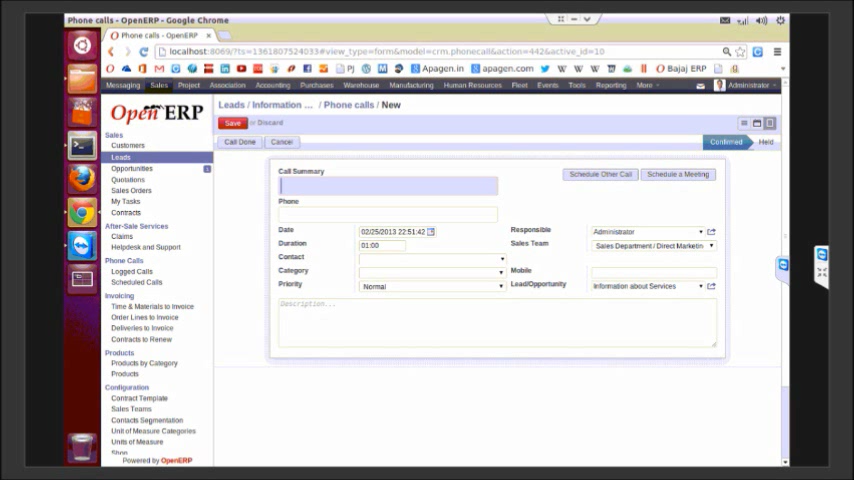 Phone calls - OpenERP - Google Chrome
Phone calls - OpenERP ×
localhost:8069/?ts=1361807524033#view_type=form&model=crm.phonecall&action=442&active_id=10
PJ Apagen.in apagen.com Bajaj ERP
Messaging Sales Project Association Accounting Purchases Warehouse Manufacturing Human Resources Fleet Events Tools Reporting More Administrator
OpenERP
Leads / Information ... / Phone calls / New
Save or Discard
Call Done Cancel Confirmed Held
Sales
Customers
Leads
Opportunities
Quotations
Sales Orders
My Tasks
Contracts
After-Sale Services
Claims
Helpdesk and Support
Phone Calls
Logged Calls
Scheduled Calls
Invoicing
Time & Materials to Invoice
Order Lines to Invoice
Deliveries to Invoice
Contracts to Renew
Products
Products by Category
Products
Configuration
Contract Template
Sales Teams
Contacts Segmentation
Unit of Measure Categories
Units of Measure
Shop
Powered by OpenERP
Call Summary
Schedule Other Call Schedule a Meeting
Phone
Date 02/25/2013 22:51:42 Responsible Administrator
Duration 01:00 Sales Team Sales Department / Direct Marketin
Contact
Category Mobile
Priority Normal Lead/Opportunity Information about Services
Description...